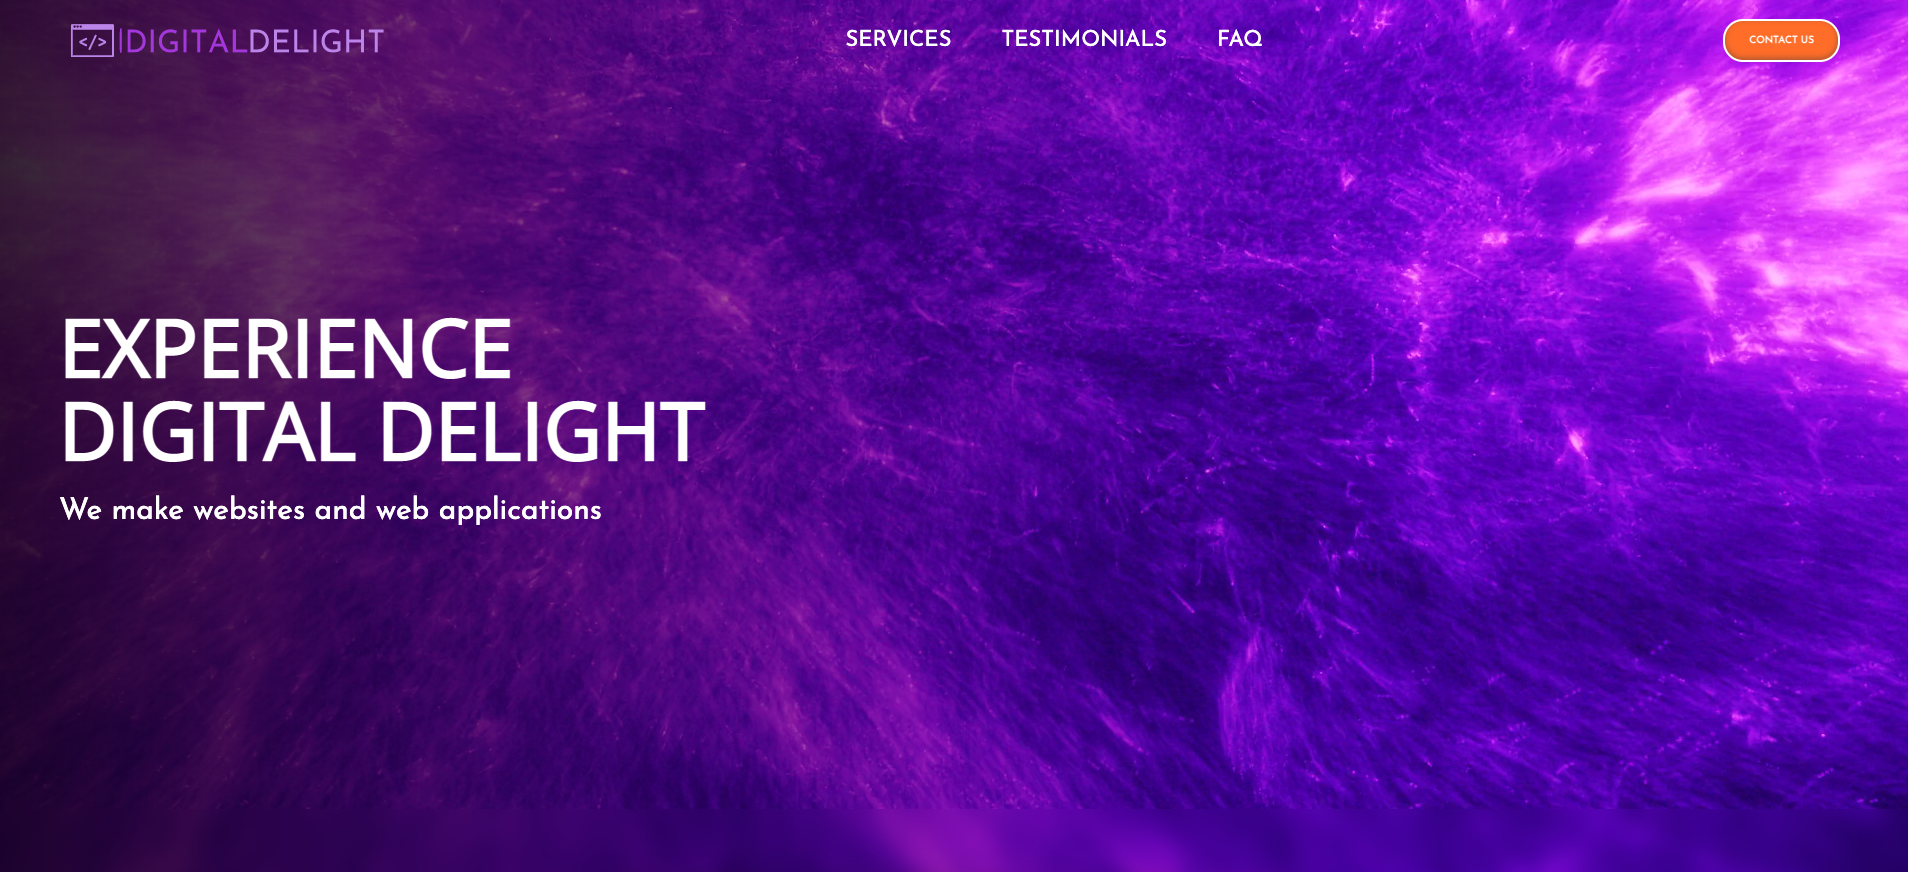 </>
DIGITALDELIGHT
SERVICES
TESTIMONIALS
FAQ
CONTACT US
EXPERIENCE
DIGITAL DELIGHT
We make websites and web applications